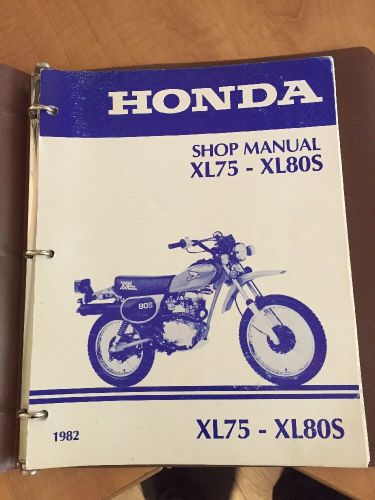 HONDA
SHOP MANUAL
XL75 - XL80S
XL
80S
1982
XL75 - XL80S